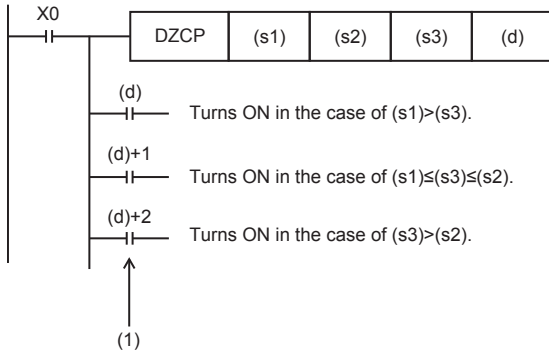 X0
DZCP (s1) (s2) (s3) (d)
(d)
Turns ON in the case of (s1)>(s3).
(d)+1
Turns ON in the case of (s1)≤(s3)≤(s2).
(d)+2
Turns ON in the case of (s3)>(s2).
(1)